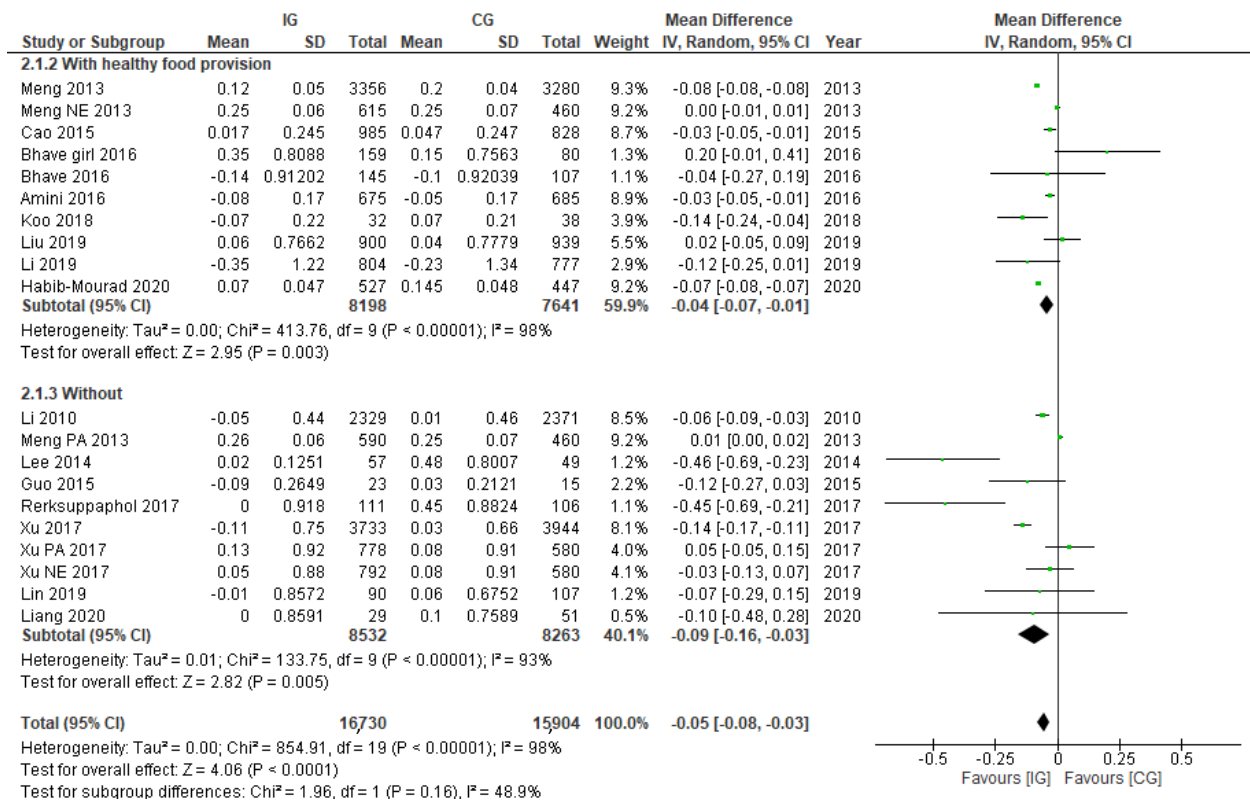 IG CG Mean Difference Mean Difference
Study or Subgroup Mean SD Total Mean SD Total Weight IV, Random, 95% CI Year IV, Random, 95% CI
2.1.2 With healthy food provision
Meng 2013 0.12 0.05 3356 0.2 0.04 3280 9.3% -0.08 [-0.08, -0.08] 2013
Meng NE 2013 0.25 0.06 615 0.25 0.07 460 9.2% 0.00 [-0.01, 0.01] 2013
Cao 2015 0.017 0.245 985 0.047 0.247 828 8.7% -0.03 [-0.05, -0.01] 2015
Bhave girl 2016 0.35 0.8088 159 0.15 0.7563 80 1.3% 0.20 [-0.01, 0.41] 2016
Bhave 2016 -0.14 0.91202 145 -0.1 0.92039 107 1.1% -0.04 [-0.27, 0.19] 2016
Amini 2016 -0.08 0.17 675 -0.05 0.17 685 8.9% -0.03 [-0.05, -0.01] 2016
Koo 2018 -0.07 0.22 32 0.07 0.21 38 3.9% -0.14 [-0.24, -0.04] 2018
Liu 2019 0.06 0.7662 900 0.04 0.7779 939 5.5% 0.02 [-0.05, 0.09] 2019
Li 2019 -0.35 1.22 804 -0.23 1.34 777 2.9% -0.12 [-0.25, 0.01] 2019
Habib-Mourad 2020 0.07 0.047 527 0.145 0.048 447 9.2% -0.07 [-0.08, -0.07] 2020
Subtotal (95% CI) 8198 7641 59.9% -0.04 [-0.07, -0.01]
Heterogeneity: Tau² = 0.00; Chi² = 413.76, df = 9 (P < 0.00001); I² = 98%
Test for overall effect: Z = 2.95 (P = 0.003)
2.1.3 Without
Li 2010 -0.05 0.44 2329 0.01 0.46 2371 8.5% -0.06 [-0.09, -0.03] 2010
Meng PA 2013 0.26 0.06 590 0.25 0.07 460 9.2% 0.01 [0.00, 0.02] 2013
Lee 2014 0.02 0.1251 57 0.48 0.8007 49 1.2% -0.46 [-0.69, -0.23] 2014
Guo 2015 -0.09 0.2649 23 0.03 0.2121 15 2.2% -0.12 [-0.27, 0.03] 2015
Rerksuppaphol 2017 0 0.918 111 0.45 0.8824 106 1.1% -0.45 [-0.69, -0.21] 2017
Xu 2017 -0.11 0.75 3733 0.03 0.66 3944 8.1% -0.14 [-0.17, -0.11] 2017
Xu PA 2017 0.13 0.92 778 0.08 0.91 580 4.0% 0.05 [-0.05, 0.15] 2017
Xu NE 2017 0.05 0.88 792 0.08 0.91 580 4.1% -0.03 [-0.13, 0.07] 2017
Lin 2019 -0.01 0.8572 90 0.06 0.6752 107 1.2% -0.07 [-0.29, 0.15] 2019
Liang 2020 0 0.8591 29 0.1 0.7589 51 0.5% -0.10 [-0.48, 0.28] 2020
Subtotal (95% CI) 8532 8263 40.1% -0.09 [-0.16, -0.03]
Heterogeneity: Tau² = 0.01; Chi² = 133.75, df = 9 (P < 0.00001); I² = 93%
Test for overall effect: Z = 2.82 (P = 0.005)
Total (95% CI) 16,730 15,904 100.0% -0.05 [-0.08, -0.03]
Heterogeneity: Tau² = 0.00; Chi² = 854.91, df = 19 (P < 0.00001); I² = 98%
Test for overall effect: Z = 4.06 (P < 0.0001)
Test for subgroup differences: Chi² = 1.96, df = 1 (P = 0.16), I² = 48.9%
-0.5 -0.25 0 0.25 0.5
Favours [IG] Favours [CG]